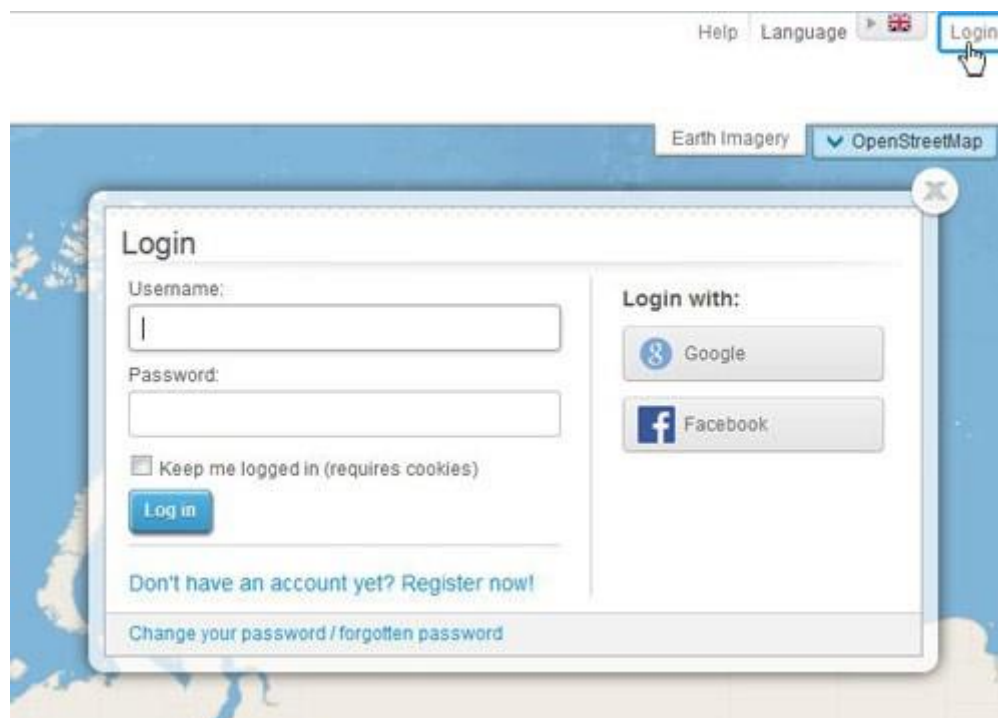 Help Language Login
Earth Imagery OpenStreetMap
Login
Username:
Password:
Keep me logged in (requires cookies)
Log in
Don't have an account yet? Register now!
Change your password / forgotten password
Login with:
Google
Facebook